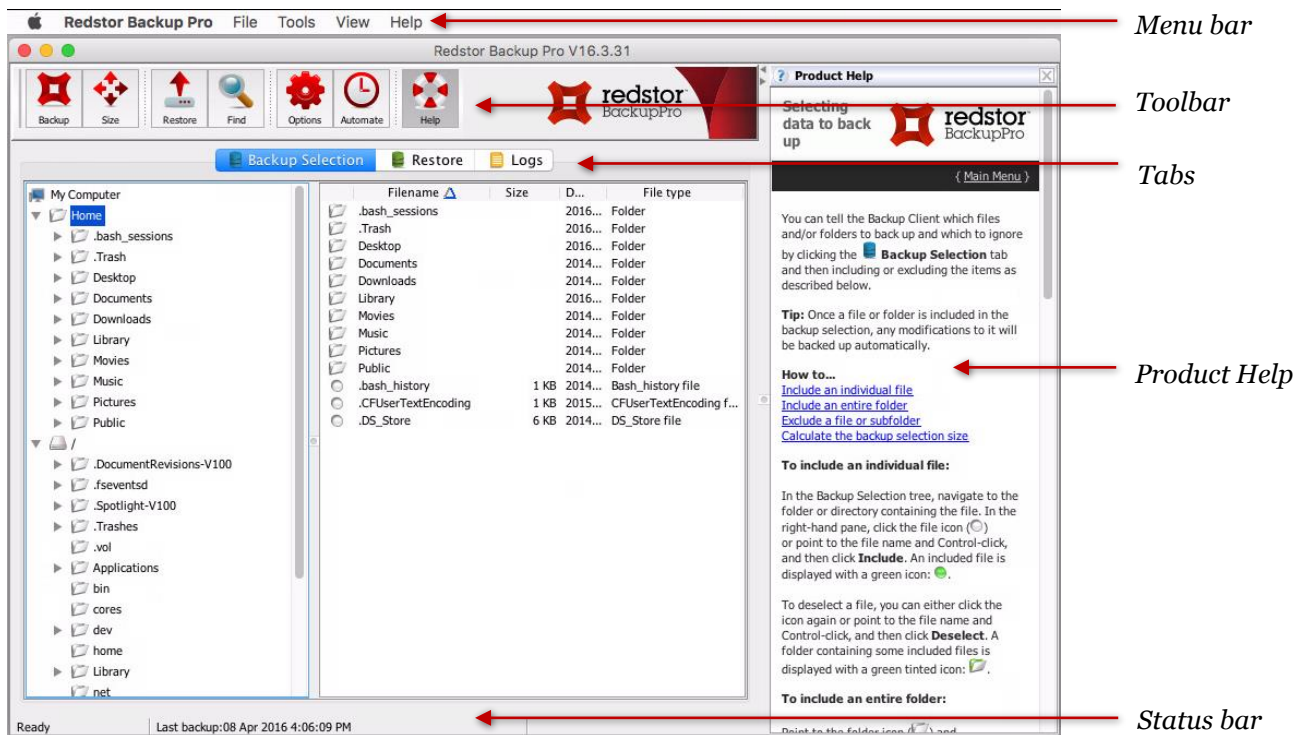 Redstor Backup Pro File Tools View Help
Menu bar
Redstor Backup Pro V16.3.31
Backup Size Restore Find Options Automate Help
redstor
BackupPro
Toolbar
Backup Selection Restore Logs
Tabs
My Computer
Home
.bash_sessions
.Trash
Desktop
Documents
Downloads
Library
Movies
Music
Pictures
Public
/
.DocumentRevisions-V100
.fseventsd
.Spotlight-V100
.Trashes
.vol
Applications
bin
cores
dev
home
Library
net
Filename Size D... File type
.bash_sessions 2016... Folder
.Trash 2016... Folder
Desktop 2016... Folder
Documents 2014... Folder
Downloads 2014... Folder
Library 2016... Folder
Movies 2014... Folder
Music 2014... Folder
Pictures 2014... Folder
Public 2014... Folder
.bash_history 1 KB 2014... Bash_history file
.CFUserTextEncoding 1 KB 2015... CFUserTextEncoding f...
.DS_Store 6 KB 2014... DS_Store file
? Product Help
Selecting
data to back
up
redstor
BackupPro
{ Main Menu }
You can tell the Backup Client which files
and/or folders to back up and which to ignore
by clicking the Backup Selection tab
and then including or excluding the items as
described below.
Tip: Once a file or folder is included in the
backup selection, any modifications to it will
be backed up automatically.
How to...
Include an individual file
Include an entire folder
Exclude a file or subfolder
Calculate the backup selection size
To include an individual file:
In the Backup Selection tree, navigate to the
folder or directory containing the file. In the
right-hand pane, click the file icon ( )
or point to the file name and Control-click,
and then click Include. An included file is
displayed with a green icon: .
To deselect a file, you can either click the
icon again or point to the file name and
Control-click, and then click Deselect. A
folder containing some included files is
displayed with a green tinted icon: .
To include an entire folder:
Point to the folder icon ( ) and
Product Help
Ready Last backup:08 Apr 2016 4:06:09 PM
Status bar